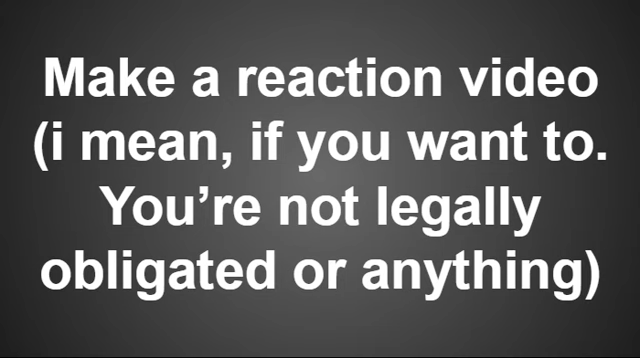 Make a reaction video
(i mean, if you want to.
You’re not legally
obligated or anything)